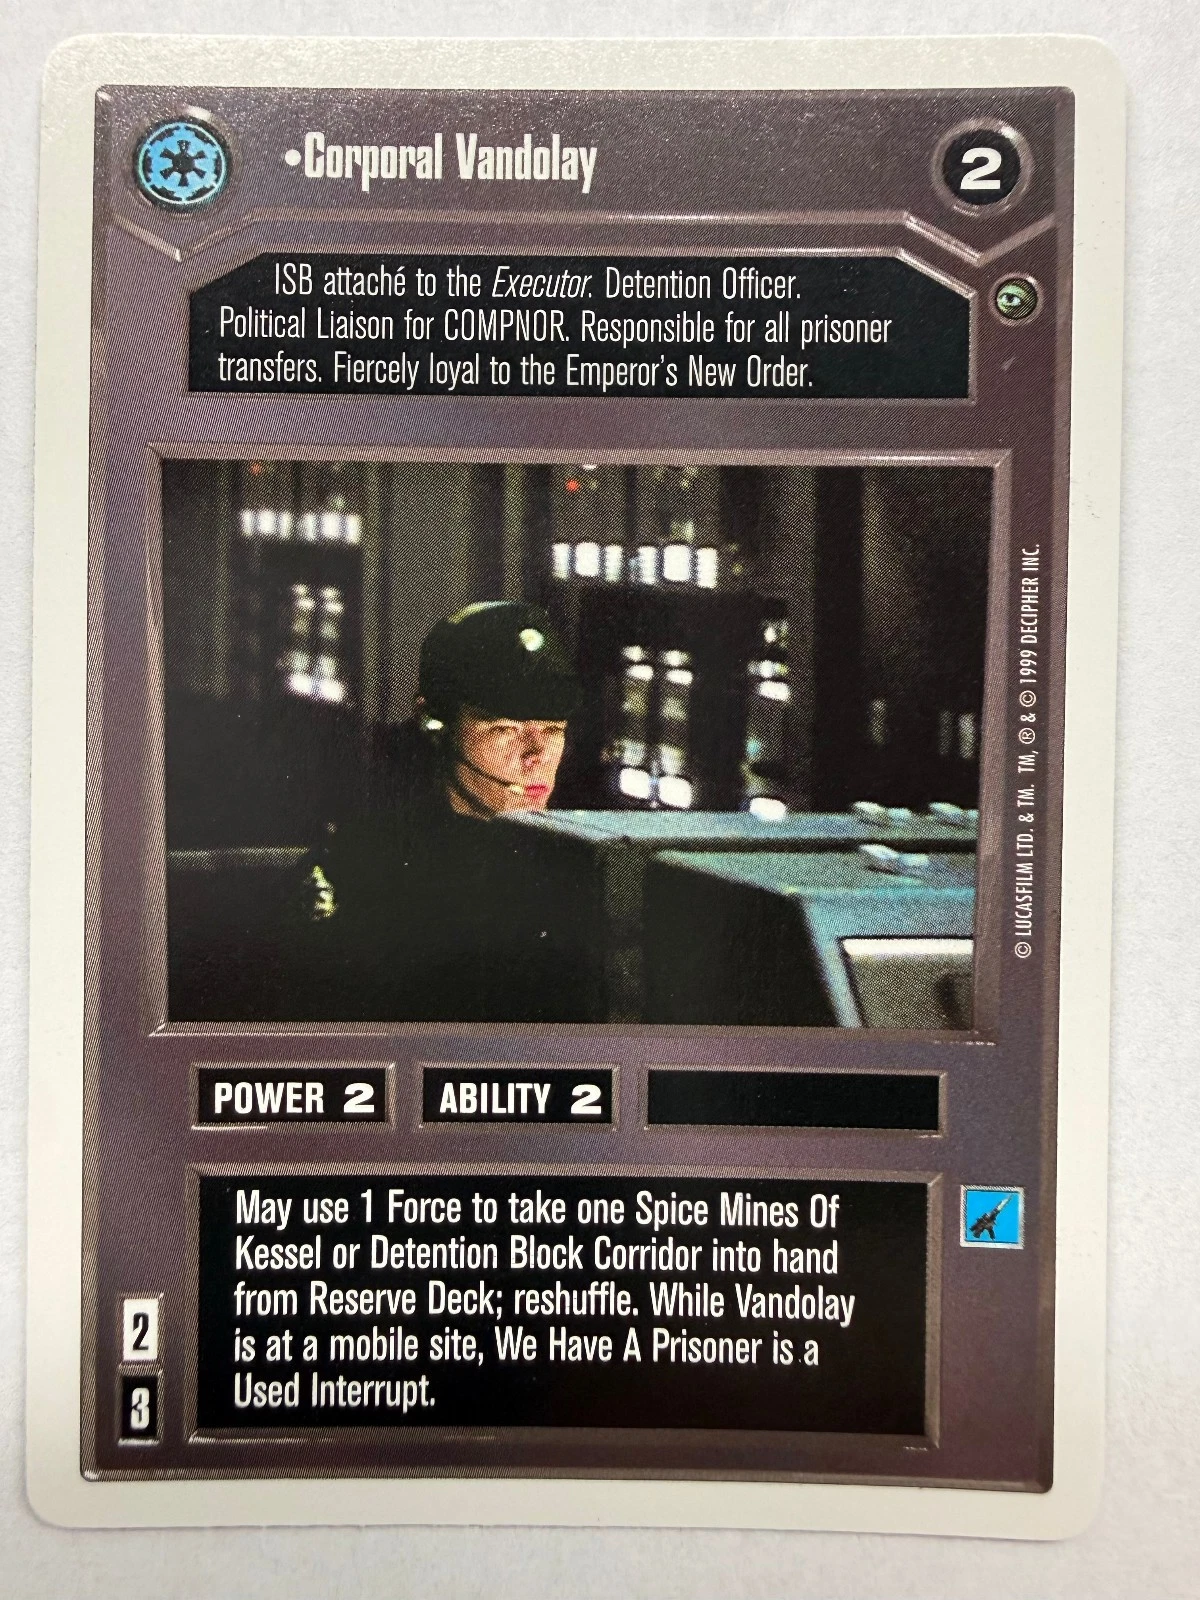 •Corporal Vandolay
2
ISB attaché to the Executor. Detention Officer.
Political Liaison for COMPNOR. Responsible for all prisoner
transfers. Fiercely loyal to the Emperor's New Order.
© LUCASFILM LTD. & TM. TM, ® & © 1999 DECIPHER INC.
POWER 2
ABILITY 2
May use 1 Force to take one Spice Mines Of
Kessel or Detention Block Corridor into hand
from Reserve Deck; reshuffle. While Vandolay
is at a mobile site, We Have A Prisoner is a
Used Interrupt.
2
3